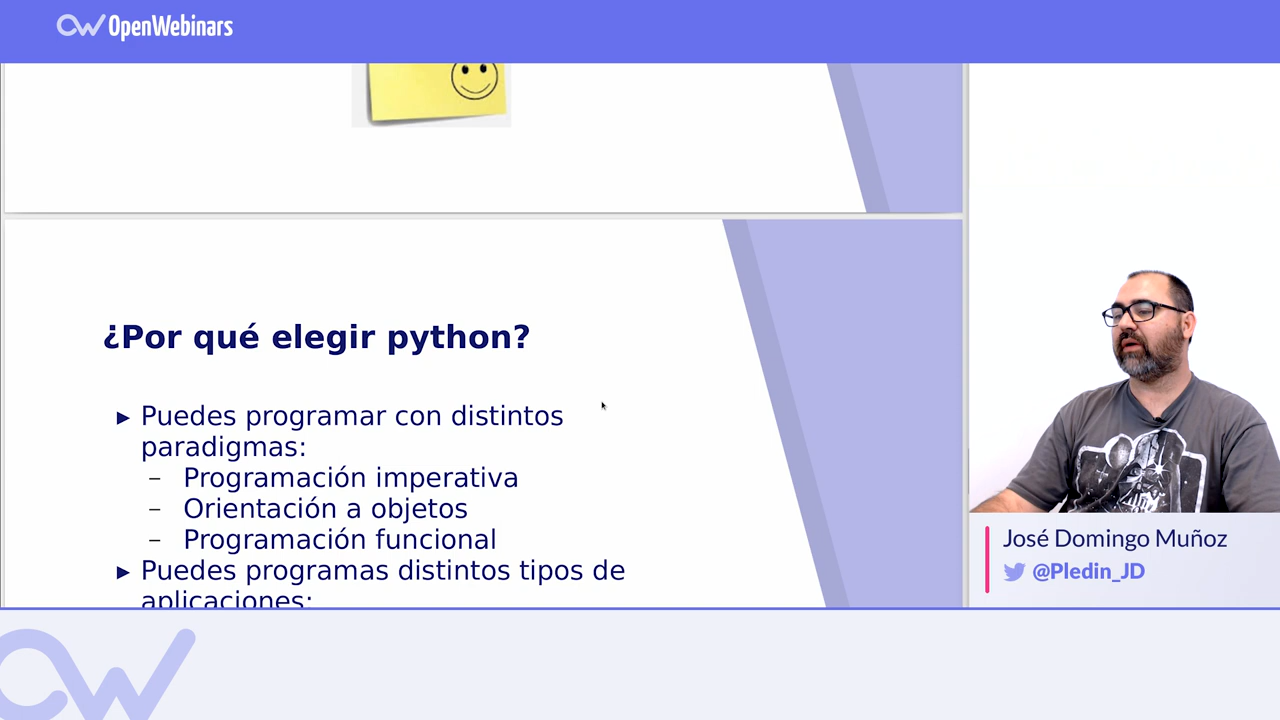 OpenWebinars
¿Por qué elegir python?
▸ Puedes programar con distintos
paradigmas:
– Programación imperativa
– Orientación a objetos
– Programación funcional
▸ Puedes programas distintos tipos de
aplicaciones:
José Domingo Muñoz
@Pledin_JD